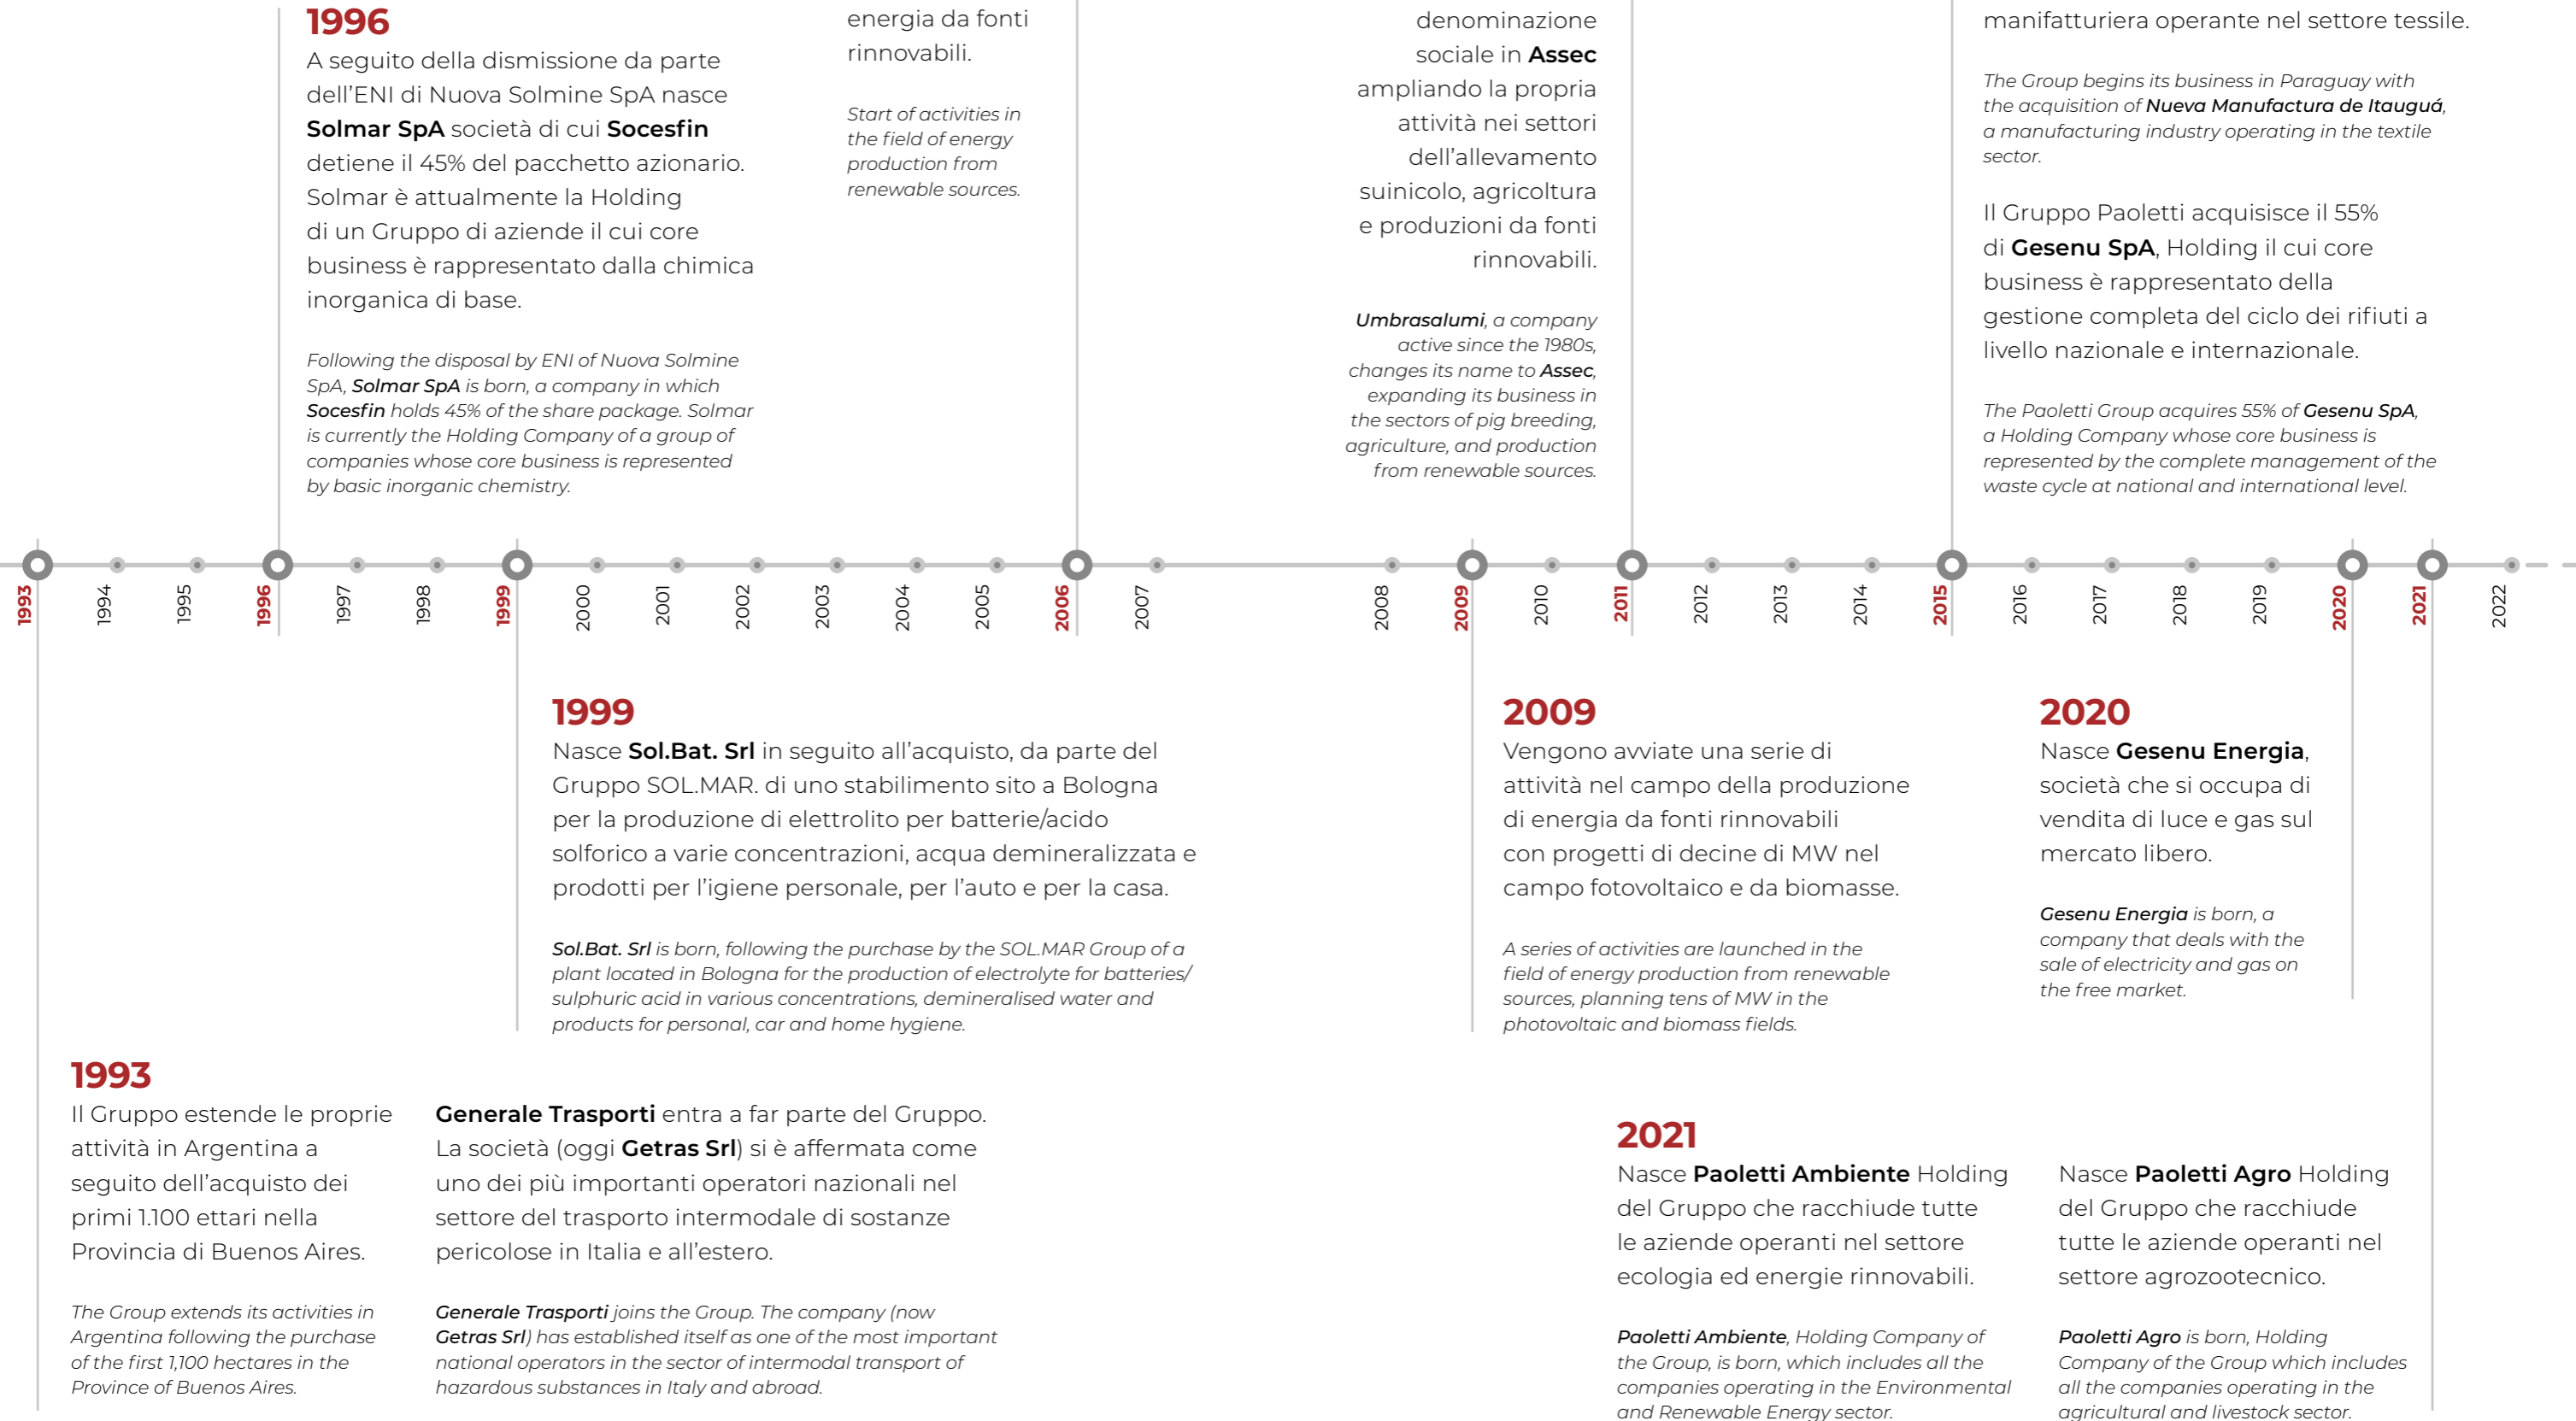 1996
A seguito della dismissione da parte
dell’ENI di Nuova Solmine SpA nasce
Solmar SpA società di cui Socesfin
detiene il 45% del pacchetto azionario.
Solmar è attualmente la Holding
di un Gruppo di aziende il cui core
business è rappresentato dalla chimica
inorganica di base.
Following the disposal by ENI of Nuova Solmine
SpA, Solmar SpA is born, a company in which
Socesfin holds 45% of the share package. Solmar
is currently the Holding Company of a group of
companies whose core business is represented
by basic inorganic chemistry.
energia da fonti
rinnovabili.
Start of activities in
the field of energy
production from
renewable sources.
denominazione
sociale in Assec
ampliando la propria
attività nei settori
dell’allevamento
suinicolo, agricoltura
e produzioni da fonti
rinnovabili.
Umbrasalumi, a company
active since the 1980s,
changes its name to Assec,
expanding its business in
the sectors of pig breeding,
agriculture, and production
from renewable sources.
manifatturiera operante nel settore tessile.
The Group begins its business in Paraguay with
the acquisition of Nueva Manufactura de Itauguá,
a manufacturing industry operating in the textile
sector.
Il Gruppo Paoletti acquisisce il 55%
di Gesenu SpA, Holding il cui core
business è rappresentato della
gestione completa del ciclo dei rifiuti a
livello nazionale e internazionale.
The Paoletti Group acquires 55% of Gesenu SpA,
a Holding Company whose core business is
represented by the complete management of the
waste cycle at national and international level.
1993
1994
1995
1996
1997
1998
1999
2000
2001
2002
2003
2004
2005
2006
2007
2008
2009
2010
2011
2012
2013
2014
2015
2016
2017
2018
2019
2020
2021
2022
1999
Nasce Sol.Bat. Srl in seguito all’acquisto, da parte del
Gruppo SOL.MAR. di uno stabilimento sito a Bologna
per la produzione di elettrolito per batterie/acido
solforico a varie concentrazioni, acqua demineralizzata e
prodotti per l’igiene personale, per l’auto e per la casa.
Sol.Bat. Srl is born, following the purchase by the SOL.MAR Group of a
plant located in Bologna for the production of electrolyte for batteries/
sulphuric acid in various concentrations, demineralised water and
products for personal, car and home hygiene.
2009
Vengono avviate una serie di
attività nel campo della produzione
di energia da fonti rinnovabili
con progetti di decine di MW nel
campo fotovoltaico e da biomasse.
A series of activities are launched in the
field of energy production from renewable
sources, planning tens of MW in the
photovoltaic and biomass fields.
2020
Nasce Gesenu Energia,
società che si occupa di
vendita di luce e gas sul
mercato libero.
Gesenu Energia is born, a
company that deals with the
sale of electricity and gas on
the free market.
1993
Il Gruppo estende le proprie
attività in Argentina a
seguito dell’acquisto dei
primi 1.100 ettari nella
Provincia di Buenos Aires.
The Group extends its activities in
Argentina following the purchase
of the first 1,100 hectares in the
Province of Buenos Aires.
Generale Trasporti entra a far parte del Gruppo.
La società (oggi Getras Srl) si è affermata come
uno dei più importanti operatori nazionali nel
settore del trasporto intermodale di sostanze
pericolose in Italia e all’estero.
Generale Trasporti joins the Group. The company (now
Getras Srl) has established itself as one of the most important
national operators in the sector of intermodal transport of
hazardous substances in Italy and abroad.
2021
Nasce Paoletti Ambiente Holding
del Gruppo che racchiude tutte
le aziende operanti nel settore
ecologia ed energie rinnovabili.
Paoletti Ambiente, Holding Company of
the Group, is born, which includes all the
companies operating in the Environmental
and Renewable Energy sector.
Nasce Paoletti Agro Holding
del Gruppo che racchiude
tutte le aziende operanti nel
settore agrozootecnico.
Paoletti Agro is born, Holding
Company of the Group which includes
all the companies operating in the
agricultural and livestock sector.